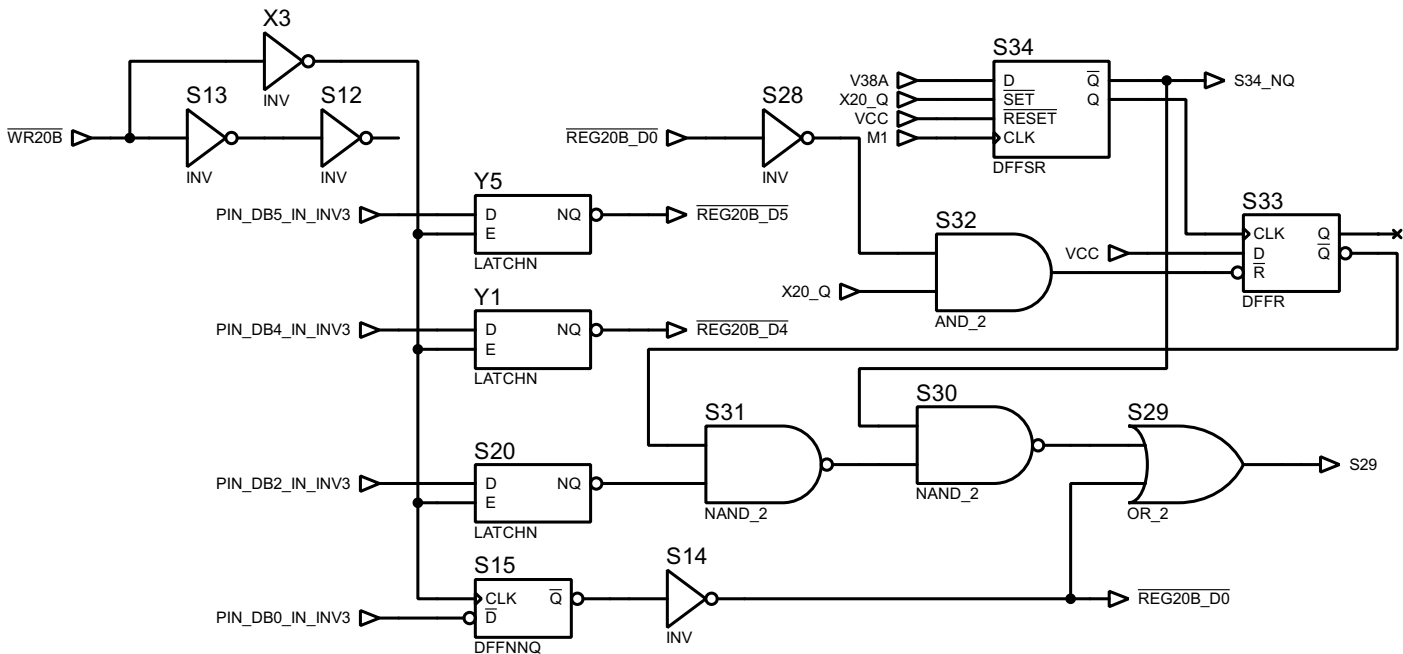 X3
INV
S13
INV
S12
INV
WR20B
PIN_DB5_IN_INV3
Y5
D
E
NQ
LATCHN
REG20B_D5
PIN_DB4_IN_INV3
Y1
D
E
NQ
LATCHN
REG20B_D4
PIN_DB2_IN_INV3
S20
D
E
NQ
LATCHN
PIN_DB0_IN_INV3
S15
CLK
D
Q
DFFNNQ
S14
INV
REG20B_D0
REG20B_D0
S28
INV
V38A
X20_Q
VCC
M1
S34
D
SET
RESET
CLK
Q
Q
DFFSR
S34_NQ
X20_Q
S32
AND_2
VCC
S33
CLK
D
R
Q
Q
DFFR
S31
NAND_2
S30
NAND_2
S29
OR_2
S29